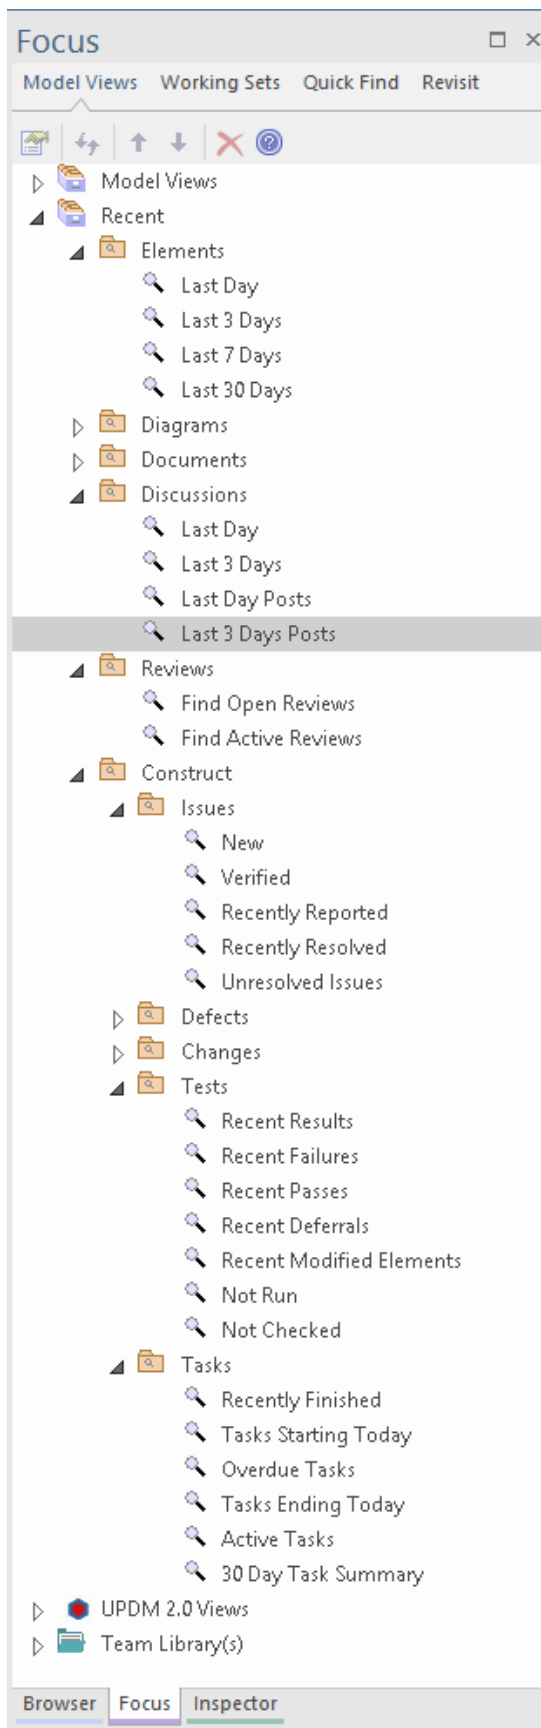 Focus
Model Views Working Sets Quick Find Revisit
Model Views
Recent
Elements
Last Day
Last 3 Days
Last 7 Days
Last 30 Days
Diagrams
Documents
Discussions
Last Day
Last 3 Days
Last Day Posts
Last 3 Days Posts
Reviews
Find Open Reviews
Find Active Reviews
Construct
Issues
New
Verified
Recently Reported
Recently Resolved
Unresolved Issues
Defects
Changes
Tests
Recent Results
Recent Failures
Recent Passes
Recent Deferrals
Recent Modified Elements
Not Run
Not Checked
Tasks
Recently Finished
Tasks Starting Today
Overdue Tasks
Tasks Ending Today
Active Tasks
30 Day Task Summary
UPDM 2.0 Views
Team Library(s)
Browser Focus Inspector